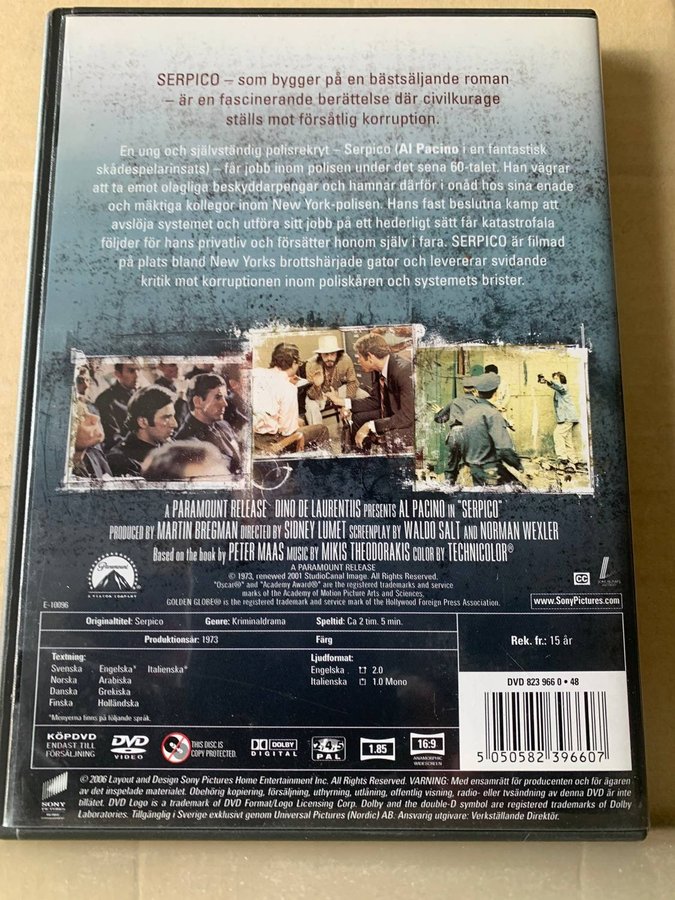 SERPICO – som bygger på en bästsäljande roman
– är en fascinerande berättelse där civilkurage
ställs mot försåtlig korruption.
En ung och självständig polisrekryt – Serpico (Al Pacino i en fantastisk
skådespelarinsats) – får jobb inom polisen under det sena 60-talet. Han vägrar
att ta emot olagliga beskyddarpengar och hamnar därför i onåd hos sina enade
och mäktiga kollegor inom New York-polisen. Hans fast beslutna kamp att
avslöja systemet och utföra sitt jobb på ett hederligt sätt får katastrofala
följder för hans privatliv och försätter honom själv i fara. SERPICO är filmad
på plats bland New Yorks brottshärjade gator och levererar svidande
kritik mot korruptionen inom poliskåren och systemets brister.
A PARAMOUNT RELEASE DINO DE LAURENTIIS PRESENTS AL PACINO IN "SERPICO"
PRODUCED BY MARTIN BREGMAN DIRECTED BY SIDNEY LUMET SCREENPLAY BY WALDO SALT AND NORMAN WEXLER
Based on the book by PETER MAAS MUSIC BY MIKIS THEODORAKIS COLOR BY TECHNICOLOR®
A PARAMOUNT RELEASE
© 1973, renewed 2001 StudioCanal Image. All Rights Reserved.
"Oscar®" and "Academy Award®" are the registered trademarks and service
marks of the Academy of Motion Picture Arts and Sciences.
GOLDEN GLOBE® is the registered trademark and service mark of the Hollywood Foreign Press Association.
Paramount
CC
E-10096
www.SonyPictures.com
Originaltitel: Serpico Genre: Kriminaldrama Speltid: Ca 2 tim. 5 min.
Produktionsår: 1973 Färg
Rek. fr.: 15 år
Textning:
Svenska Engelska* Italienska*
Norska Arabiska
Danska Grekiska
Finska Holländska
*Menyerna finns på följande språk.
Ljudformat:
Engelska 2.0
Italienska 1.0 Mono
DVD 823 966 0 • 48
5 050582 396607
KÖPDVD
ENDAST TILL
FÖRSÄLJNING
DVD
VIDEO
THIS DISC IS
COPY PROTECTED.
DOLBY
DIGITAL
2 4 5
PAL
1.85
16:9
ANAMORPHIC
WIDESCREEN
SONY
PICTURES
© 2006 Layout and Design Sony Pictures Home Entertainment Inc. All Rights Reserved. VARNING: Med ensamrätt för producenten och för ägaren
av det inspelade materialet. Obehörig kopiering, försäljning, uthyrning, utlåning, offentlig visning, radio- eller tvsändning av denna DVD är inte
tillåtet. DVD Logo is a trademark of DVD Format/Logo Licensing Corp. Dolby and the double-D symbol are registered trademarks of Dolby
Laboratories. Tillgänglig i Sverige exklusivt genom Universal Pictures (Nordic) AB. Ansvarig utgivare: Verkställande Direktör.